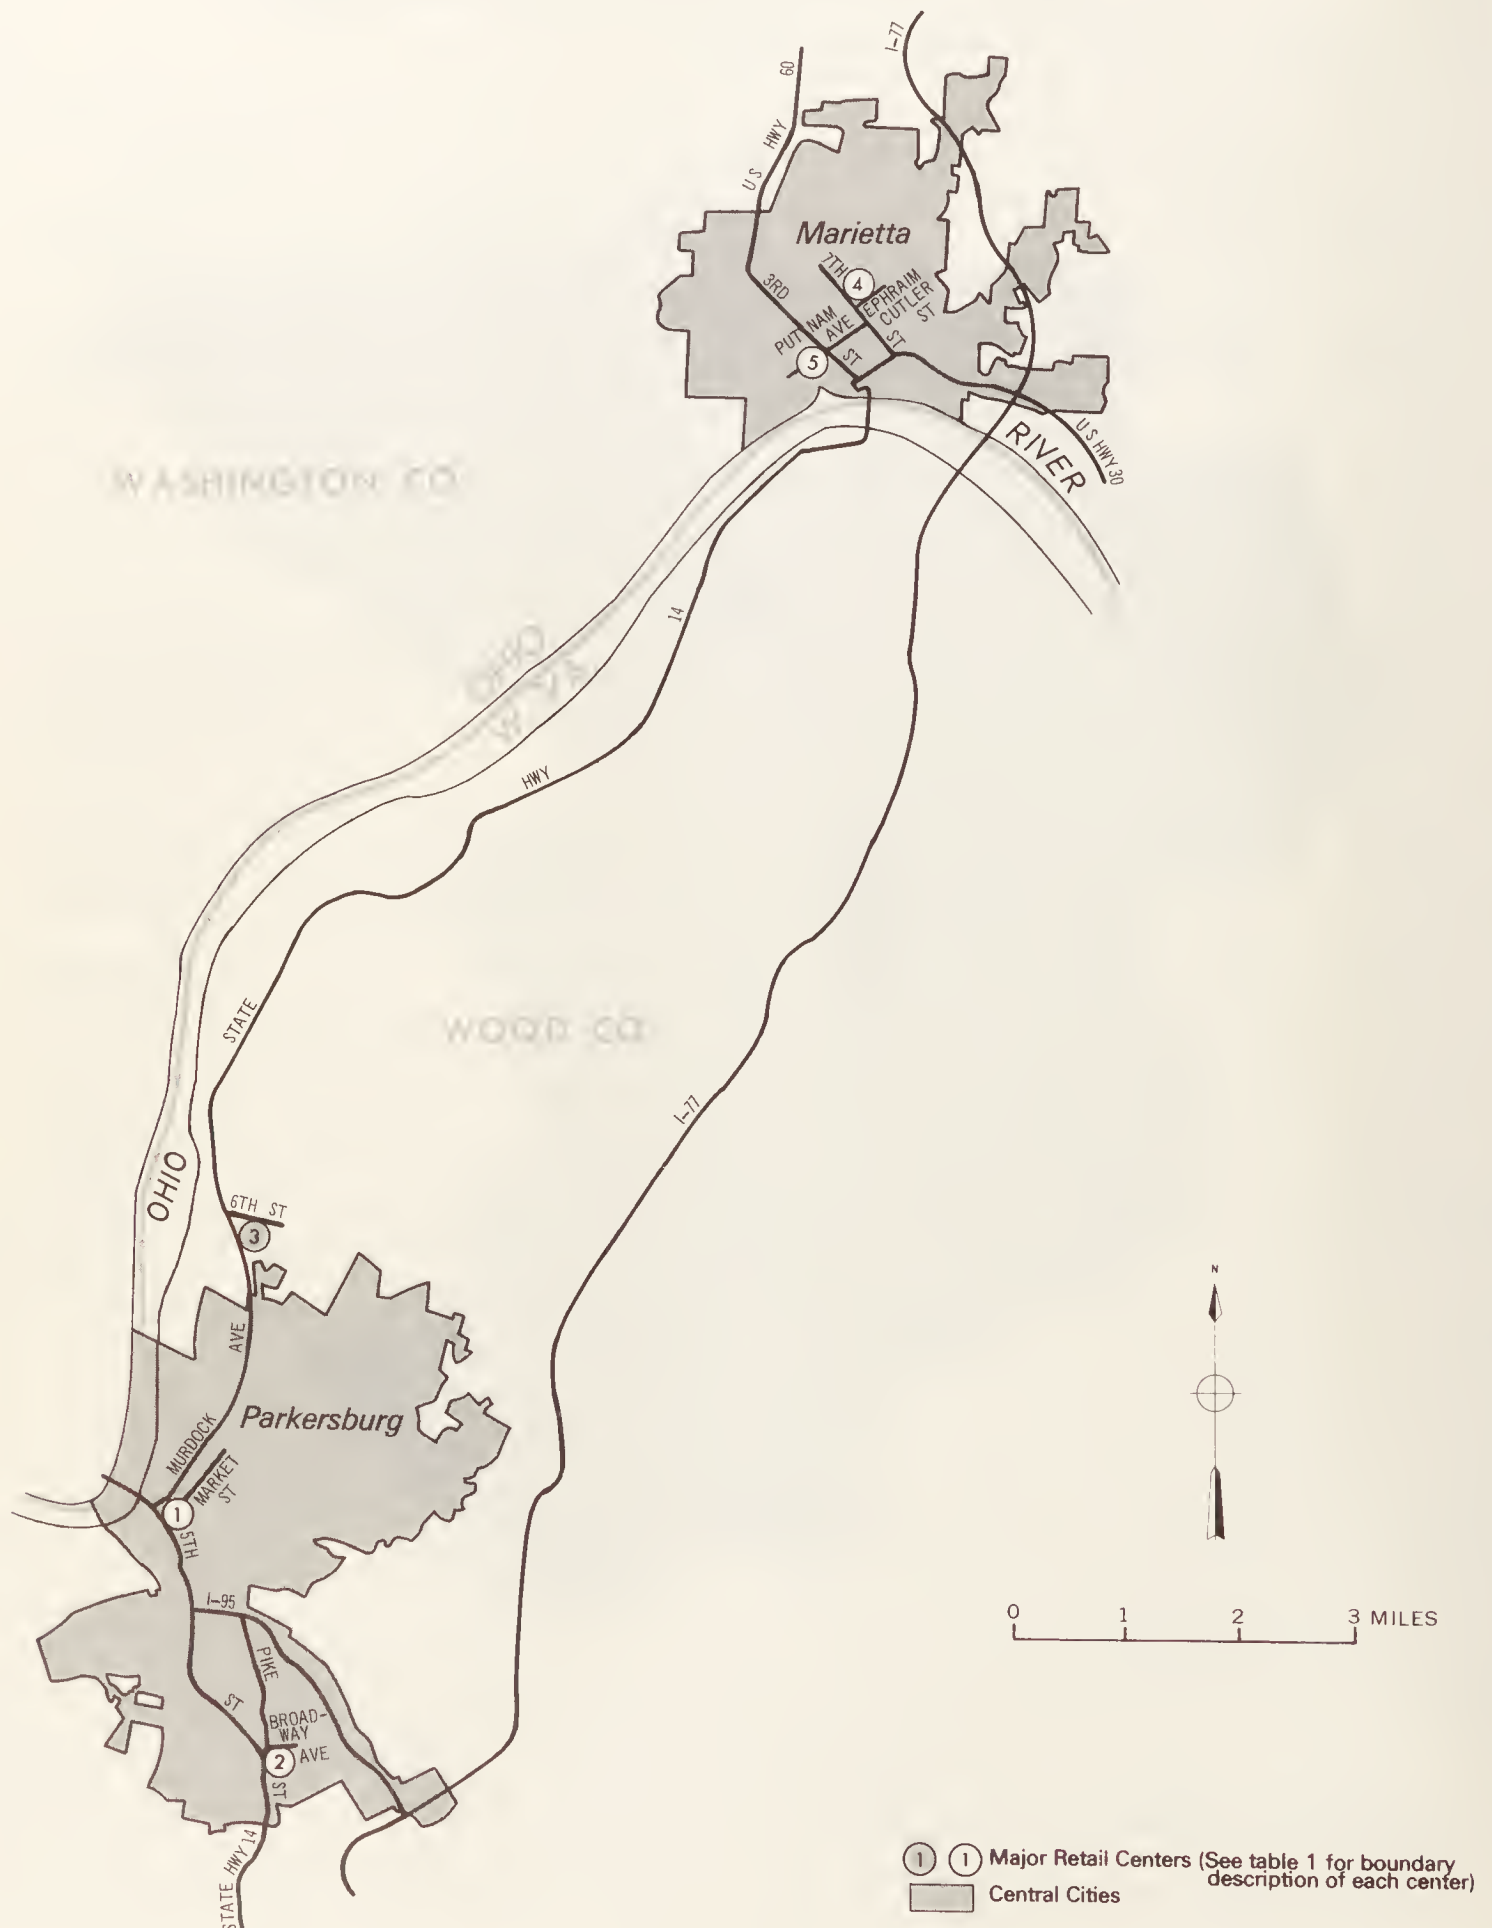 I-77
60
US HWY
Marietta
7TH
4
EPHRAIM
CUTLER
ST
3RD
PUTNAM
AVE
ST
ST
5
US HWY 30
RIVER
WASHINGTON CO
OHIO
W. VA
14
HWY
STATE
WOOD CO
I-77
OHIO
6TH ST
3
AVE
Parkersburg
MURDOCK
MARKET
ST
1
5TH
I-95
PIKE
ST
BROAD-
WAY
AVE
2
ST
STATE HWY 14
N
0 1 2 3 MILES
1 1 Major Retail Centers (See table 1 for boundary
description of each center)
Central Cities